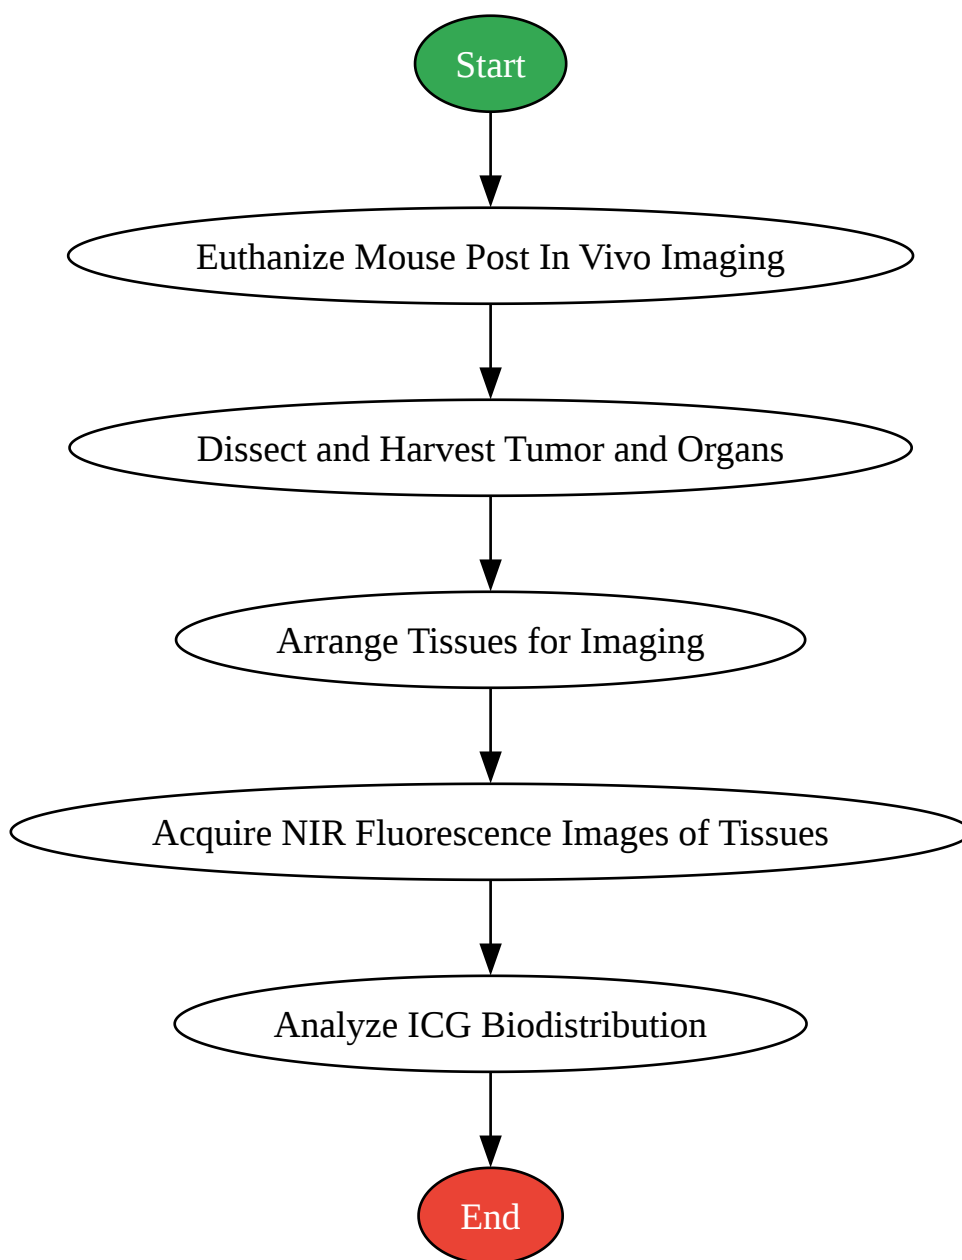 Start
Euthanize Mouse Post In Vivo Imaging
Dissect and Harvest Tumor and Organs
Arrange Tissues for Imaging
Acquire NIR Fluorescence Images of Tissues
Analyze ICG Biodistribution
End